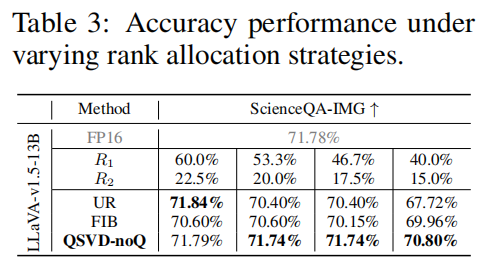 Table 3: Accuracy performance under
varying rank allocation strategies.
LLaVA-v1.5-13B
Method ScienceQA-IMG ↑
FP16 71.78%
R₁ 60.0% 53.3% 46.7% 40.0%
R₂ 22.5% 20.0% 17.5% 15.0%
UR 71.84% 70.40% 70.40% 67.72%
FIB 70.60% 70.60% 70.15% 69.96%
QSVD-noQ 71.79% 71.74% 71.74% 70.80%